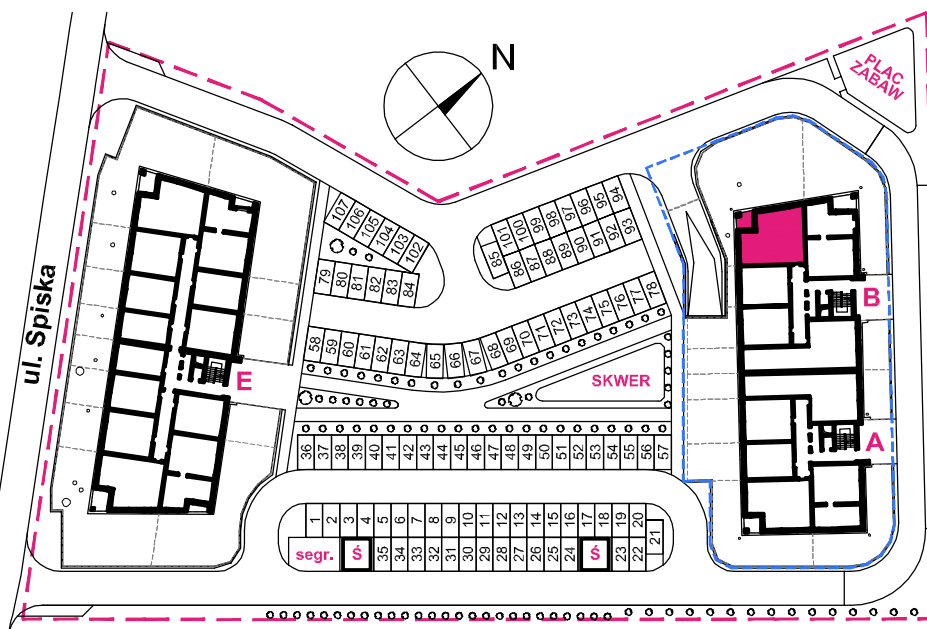 N
PLAC
ZABAW
ul. Spiska
107
106
105
104
103
102
79 80 81 82 83 84
101 100 99 98 97 96 95 94
85 86 87 88 89 90 91 92 93
58 59 60 61 62 63 64 65 66 67 68 69 70 71 72 73 74 75 76 77 78
B
E
SKWER
A
36 37 38 39 40 41 42 43 44 45 46 47 48 49 50 51 52 53 54 55 56 57
1 2 3 4 5 6 7 8 9 10 11 12 13 14 15 16 17 18 19 20
21
segr. Ś 35 34 33 32 31 30 29 28 27 26 25 24 Ś 23 22